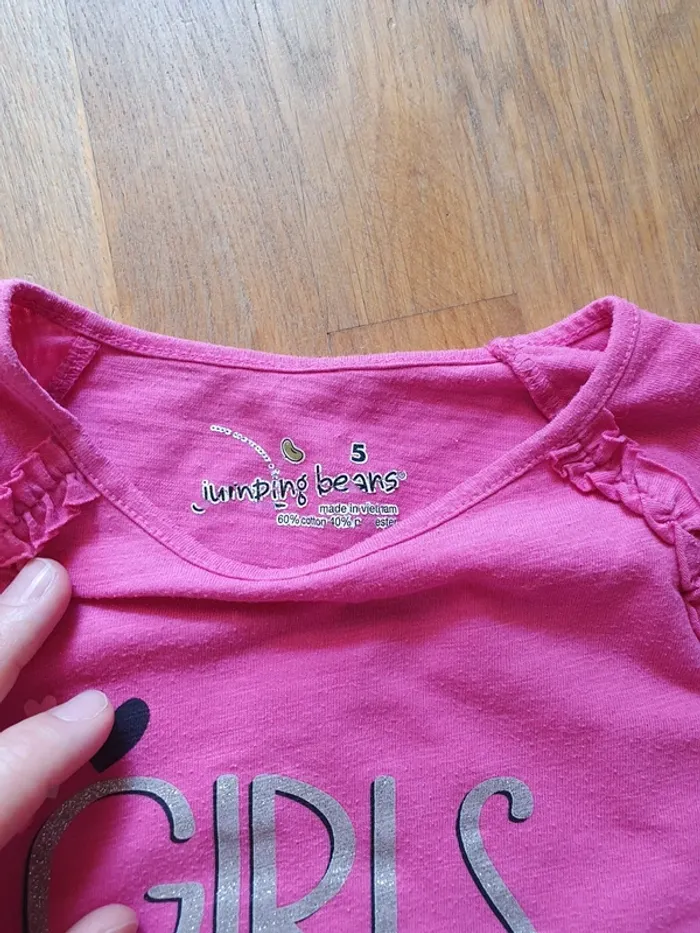 5
jumping beans®
made in vietnam
60% cotton 40%
GIRLS